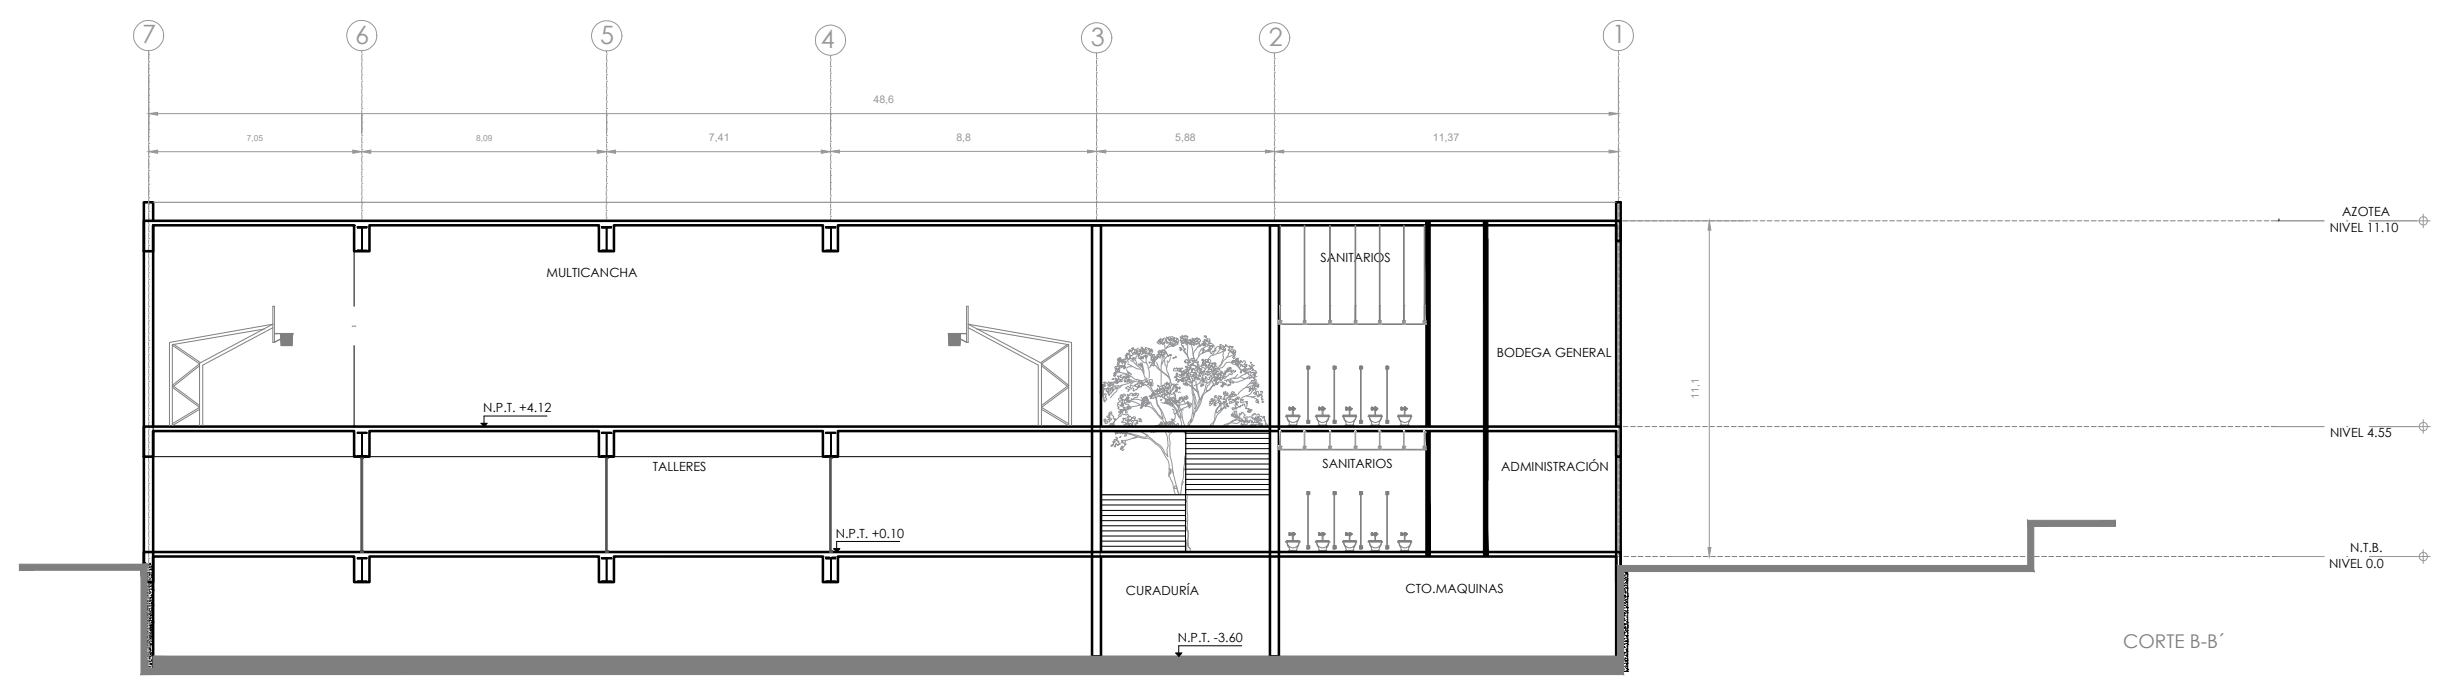 7 6 5 4 3 2 1
48,6
7,05 8,09 7,41 8,8 5,88 11,37
AZOTEA
NIVEL 11.10
SANITARIOS
MULTICANCHA
BODEGA GENERAL
11,1
N.P.T. +4.12
NIVEL 4.55
TALLERES
SANITARIOS
ADMINISTRACIÓN
N.P.T. +0.10
N.T.B.
NIVEL 0.0
CURADURÍA
CTO.MAQUINAS
N.P.T. -3.60
CORTE B-B´